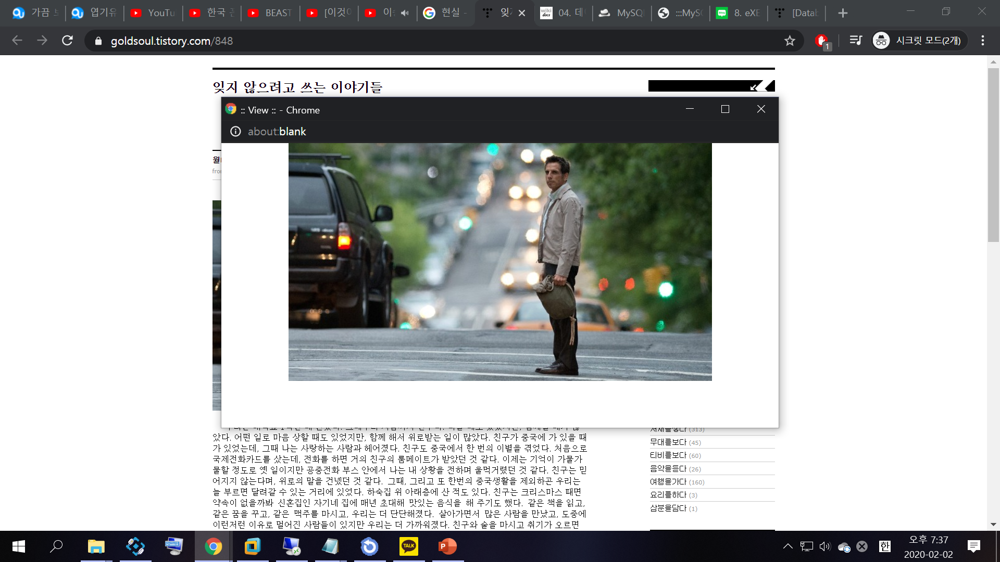 가끔
엽기유
YouTu
한국
BEAST
[이것이
현실 -
잊지
04. 데이
MySQL
:::MySQ
8. eXE
[Datab
goldsoul.tistory.com/848
1
시크릿 모드(2개)
잊지 않으려고 쓰는 이야기들
:: View :: - Chrome
about:blank
fro
았다. 어떤 일로 마음 상할 때도 있었지만, 함께 해서 위로받는 일이 많았다. 친구가 중국에 가 있을 때
가 있었는데, 그때 나는 사랑하는 사람과 헤어졌다. 친구도 중국에서 한 번의 이별을 겪었다. 처음으로
국제전화카드를 샀는데, 전화를 하면 거의 친구의 룸메이트가 받았던 것 같다. 이제는 기억이 가물가
물할 정도로 옛 일이지만 공중전화 부스 안에서 나는 내 상황을 전하며 울먹거렸던 것 같다. 친구는 믿
어지지 않는다며, 위로의 말을 건넸던 것 같다. 그때, 그리고 또 한번의 중국생활을 제외하곤 우리는
늘 부르면 달려갈 수 있는 거리에 있었다. 하숙집 위 아래층에 산 적도 있다. 친구는 크리스마스 때면
약속이 없을까봐 신혼집인 자기네 집에 매년 초대해 맛있는 음식을 해 주기도 했다. 같은 책을 읽고,
같은 꿈을 꾸고, 같은 맥주를 마시고, 우리는 더 단단해졌다. 살아가면서 많은 사람을 만났고, 도중에
이런저런 이유로 멀어진 사람들이 있지만 우리는 더 가까워졌다. 친구와 술을 마시고 취기가 오르면
서재를쌓다 (313)
무대를보다 (45)
티비를보다 (60)
음악을듣다 (26)
여행을가다 (160)
요리를하다 (3)
삼분을담다 (1)
TALK
한
오후 7:37
2020-02-02